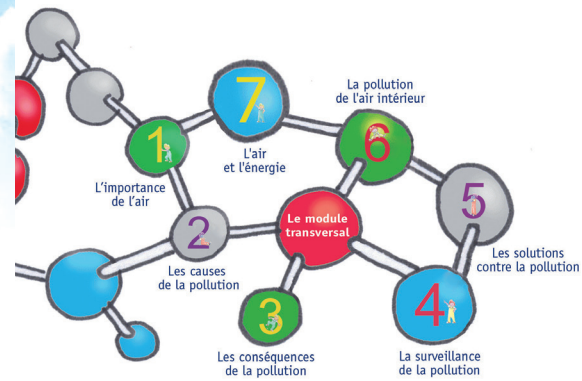 7
La pollution
de l'air intérieur
1
6
L'air
et l'énergie
L'importance
de l'air
5
2
Le module
transversal
Les solutions
contre la pollution
Les causes
de la pollution
3
4
Les conséquences
de la pollution
La surveillance
de la pollution